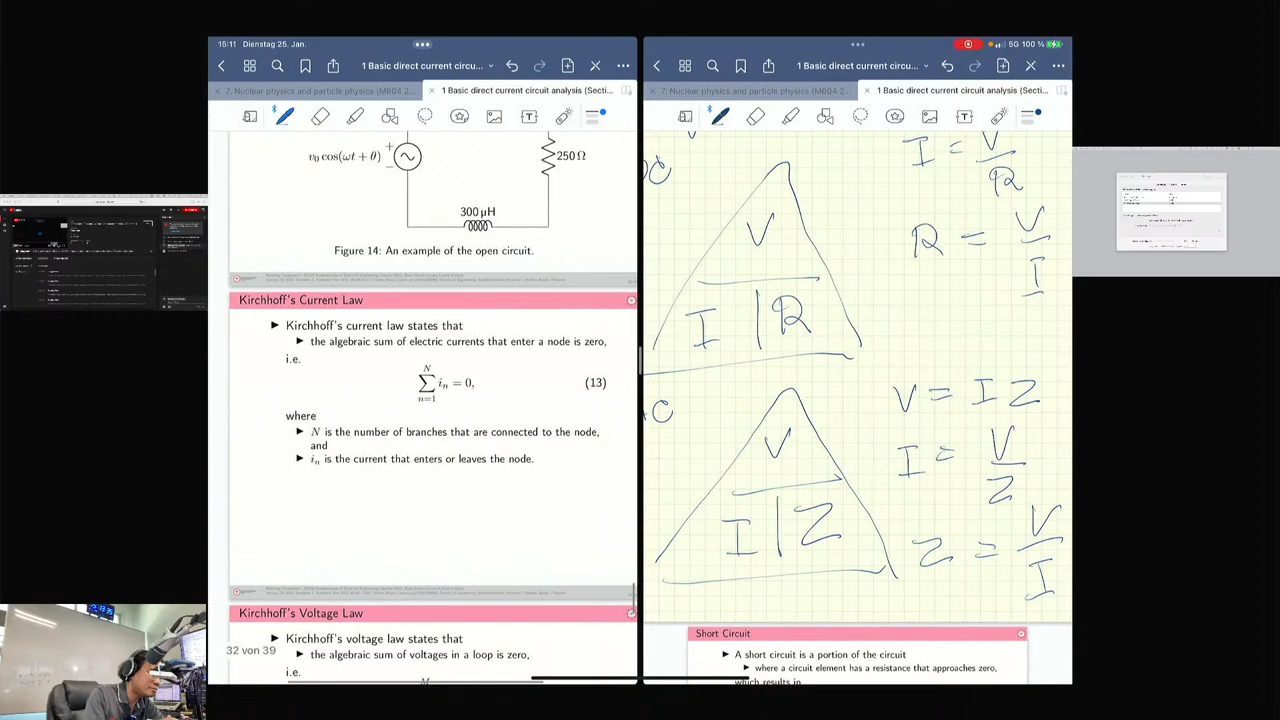 15:11 Dienstag 25. Jan.
1 Basic direct current circu...
7. Nuclear physics and particle physics (M604 2...
1 Basic direct current circuit analysis (Secti...
v₀ cos(ωt + θ)
+
−
250 Ω
300 μH
Figure 14: An example of the open circuit.
Kirchhoff's Current Law
Kirchhoff's current law states that
the algebraic sum of electric currents that enter a node is zero,
i.e.
N
∑ iₙ = 0, (13)
n=1
where
N is the number of branches that are connected to the node,
and
iₙ is the current that enters or leaves the node.
Kirchhoff's Voltage Law
Kirchhoff's voltage law states that
32 von 39
the algebraic sum of voltages in a loop is zero,
i.e.
5G 100 %
1 Basic direct current circu...
7. Nuclear physics and particle physics (M604 2...
1 Basic direct current circuit analysis (Secti...
I = V/R
R = V/I
V
I | R
V = I Z
I = V/Z
Z = V/I
V
I | Z
Short Circuit
A short circuit is a portion of the circuit
where a circuit element has a resistance that approaches zero,
which results in